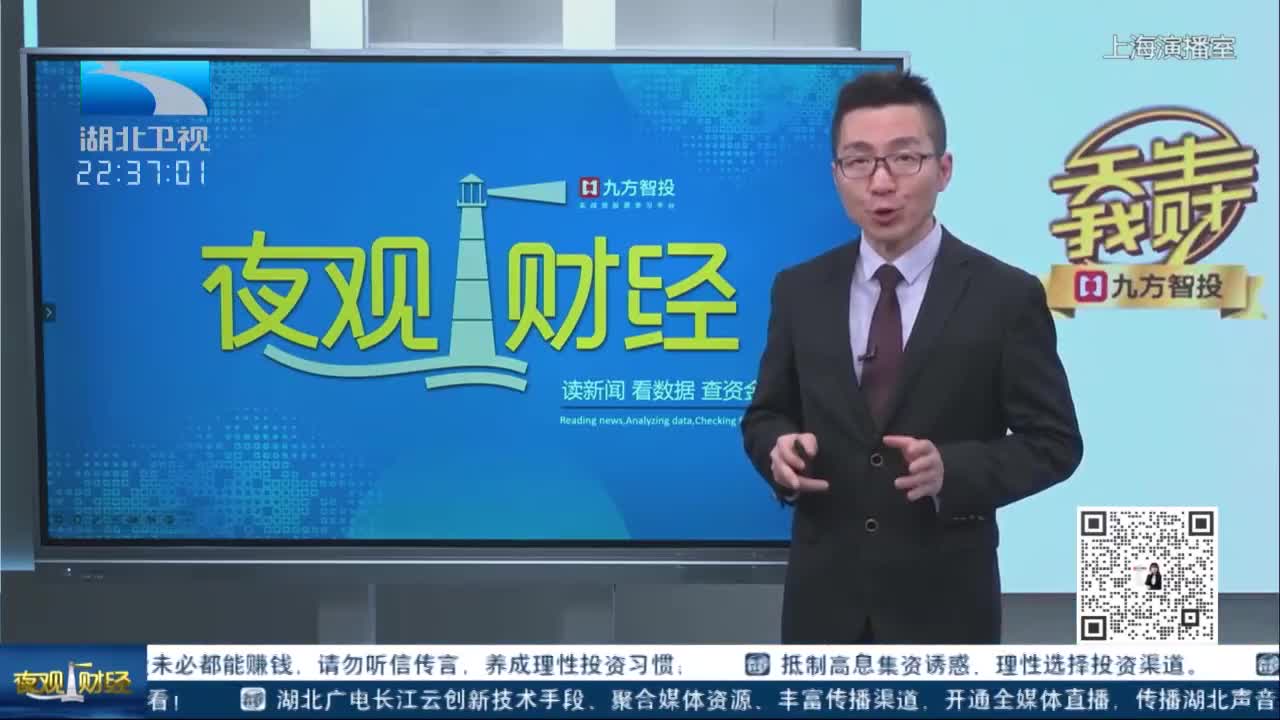 上海演播室
湖北卫视
22:37:01
九方智投
夜观财经
读新闻 看数据 查资金
Reading news,Analyzing data,Checking
天生我财
九方智投
夜观财经
未必都能赚钱，请勿听信传言，养成理性投资习惯；
抵制高息集资诱惑，理性选择投资渠道。
看！
湖北广电长江云创新技术手段、聚合媒体资源、丰富传播渠道，开通全媒体直播，传播湖北声音